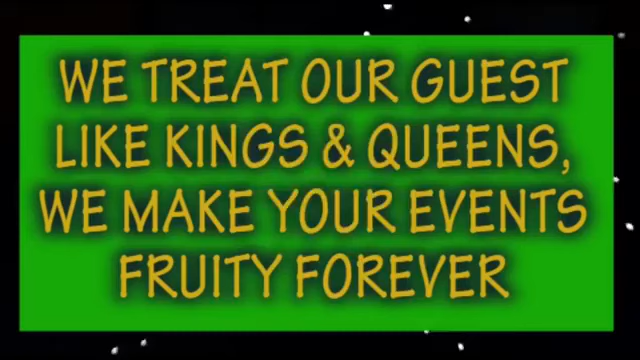 WE TREAT OUR GUEST
LIKE KINGS & QUEENS,
WE MAKE YOUR EVENTS
FRUITY FOREVER